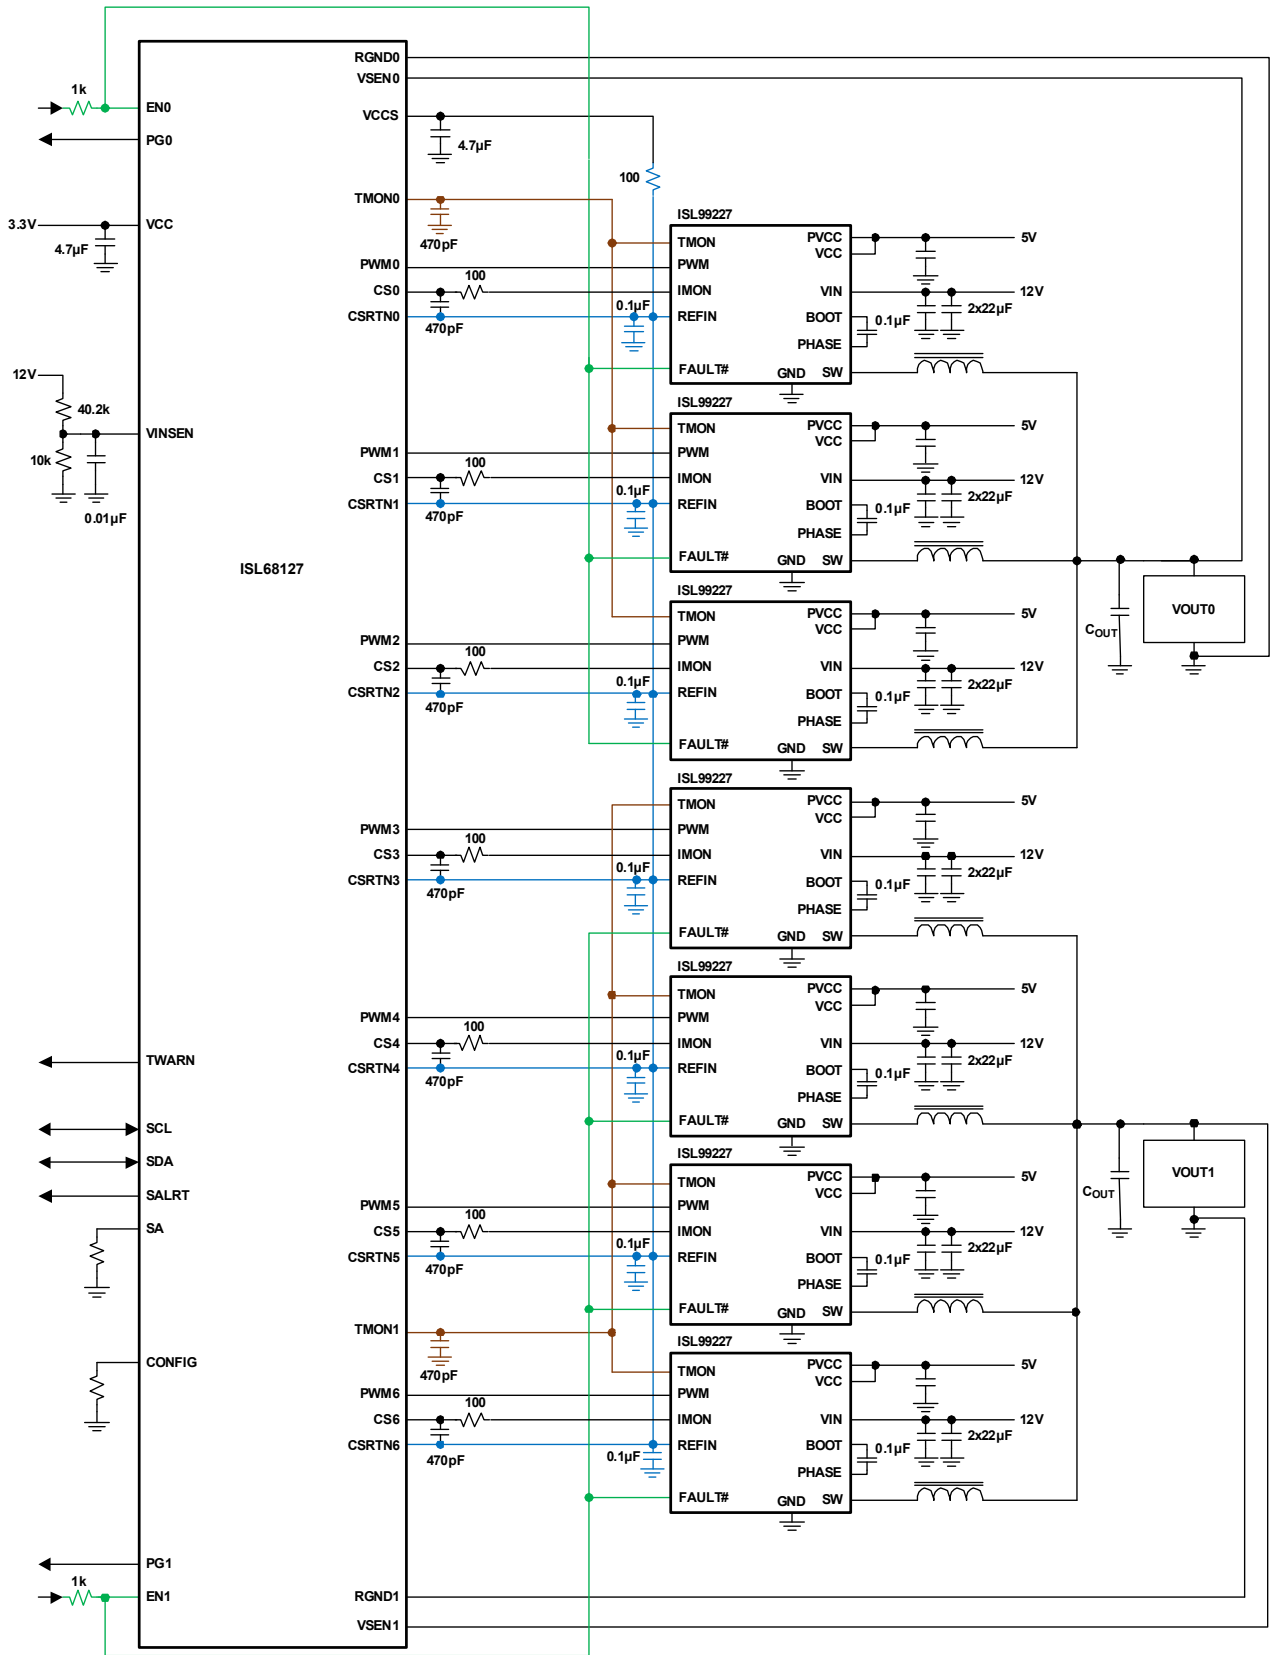 RGND0
VSEN0
1k
EN0
VCCS
PG0
4.7µF
100
TMON0
ISL99227
3.3V
VCC
470pF
TMON
PVCC
VCC
5V
4.7µF
PWM0
100
PWM
CS0
IMON
VIN
12V
0.1µF
2x22µF
CSRTN0
470pF
REFIN
BOOT
0.1µF
PHASE
FAULT#
GND
SW
12V
40.2k
ISL99227
VINSEN
TMON
PVCC
VCC
5V
PWM1
100
PWM
10k
CS1
IMON
VIN
12V
0.1µF
2x22µF
CSRTN1
470pF
REFIN
BOOT
0.1µF
0.01µF
PHASE
FAULT#
GND
SW
ISL68127
ISL99227
VOUT0
COUT
TMON
PVCC
VCC
5V
PWM2
100
PWM
CS2
IMON
VIN
12V
0.1µF
2x22µF
CSRTN2
470pF
REFIN
BOOT
0.1µF
PHASE
FAULT#
GND
SW
ISL99227
TMON
PVCC
VCC
5V
PWM3
100
PWM
CS3
IMON
VIN
12V
0.1µF
2x22µF
CSRTN3
470pF
REFIN
BOOT
0.1µF
PHASE
FAULT#
GND
SW
ISL99227
TMON
PVCC
VCC
5V
PWM4
100
PWM
CS4
IMON
VIN
12V
TWARN
0.1µF
2x22µF
CSRTN4
470pF
REFIN
BOOT
0.1µF
PHASE
FAULT#
GND
SW
SCL
ISL99227
SDA
VOUT1
COUT
TMON
PVCC
VCC
5V
SALRT
PWM5
100
PWM
SA
CS5
IMON
VIN
12V
0.1µF
2x22µF
CSRTN5
470pF
REFIN
BOOT
0.1µF
PHASE
FAULT#
GND
SW
TMON1
ISL99227
CONFIG
470pF
TMON
PVCC
VCC
5V
PWM6
100
PWM
CS6
IMON
VIN
12V
2x22µF
CSRTN6
470pF
0.1µF
REFIN
BOOT
0.1µF
PHASE
FAULT#
GND
SW
PG1
1k
EN1
RGND1
VSEN1